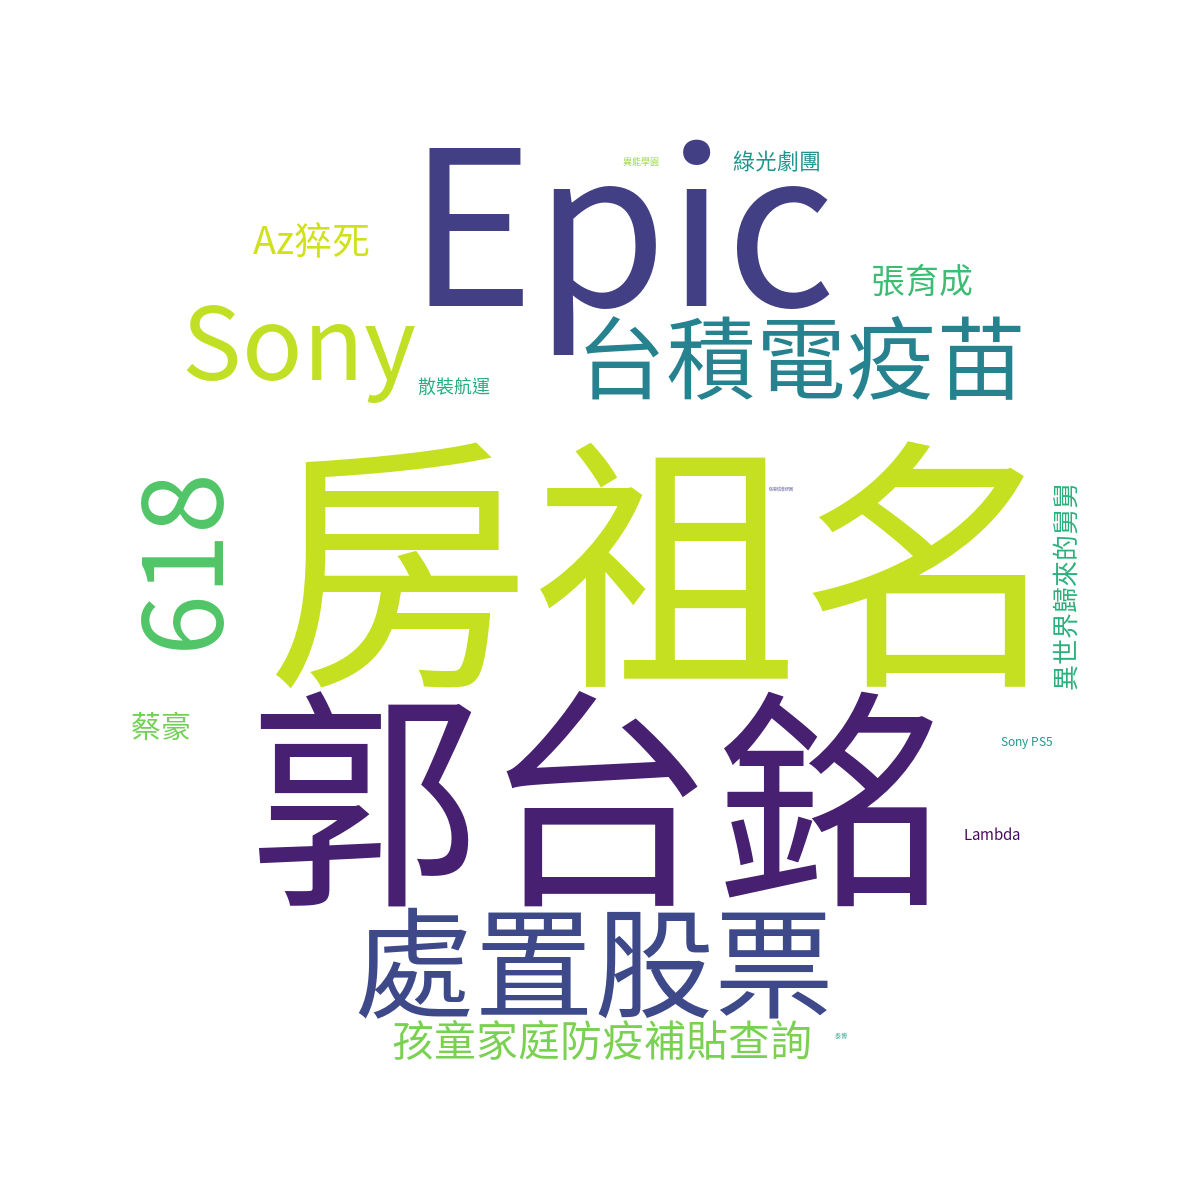 Epic
異能學園
綠光劇團
Az猝死
張育成
Sony
台積電疫苗
散裝航運
房祖名
618
異世界歸來的舅舅
郭台銘
蔡豪
Sony PS5
Lambda
處置股票
孩童家庭防疫補貼查詢